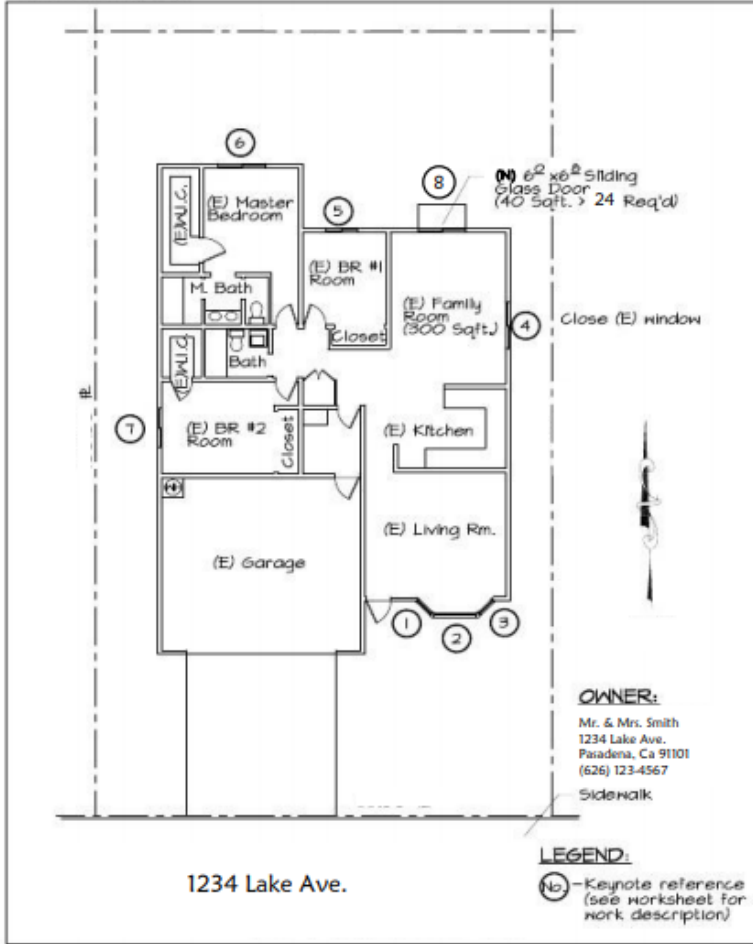 6
(N) 6⁰ x6⁸ Sliding
Glass Door
(40 Sqft. > 24 Req'd)
8
5
(E) Master
Bedroom
(E)W.I.C.
(E) BR #1
Room
(E) Family
Room
(300 Sqft.)
4
Close (E) window
M. Bath
Closet
(E)W.I.C.
Bath
7
(E) BR #2
Room
Closet
(E) Kitchen
(E) Garage
(E) Living Rm.
1
2
3
OWNER:
Mr. & Mrs. Smith
1234 Lake Ave.
Pasadena, Ca 91101
(626) 123-4567
Sidewalk
1234 Lake Ave.
LEGEND:
No. - Keynote reference
(see worksheet for
work description)